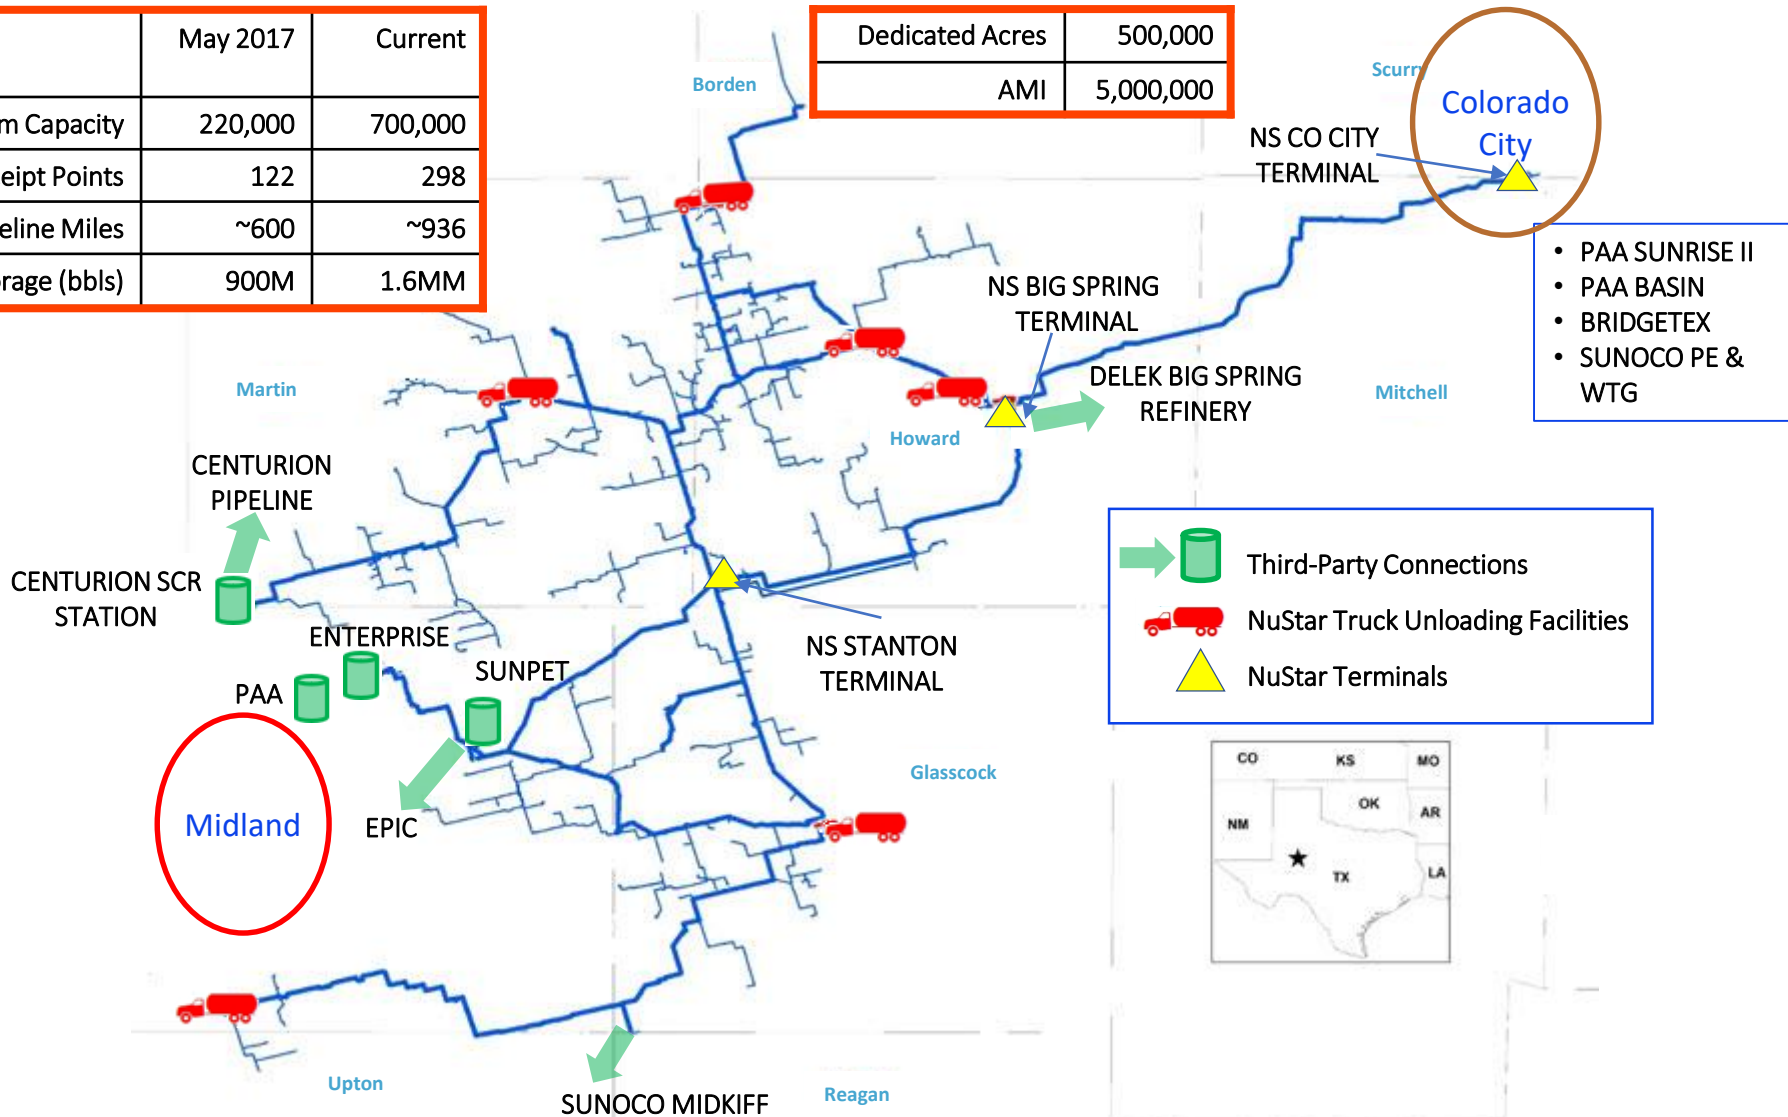 May 2017 Current
m Capacity 220,000 700,000
eipt Points 122 298
eline Miles ~600 ~936
orage (bbls) 900M 1.6MM
Dedicated Acres 500,000
AMI 5,000,000
Borden
Scurry
Colorado
City
NS CO CITY
TERMINAL
• PAA SUNRISE II
• PAA BASIN
• BRIDGETEX
• SUNOCO PE &
WTG
NS BIG SPRING
TERMINAL
DELEK BIG SPRING
REFINERY
Martin
Mitchell
Howard
CENTURION
PIPELINE
CENTURION SCR
STATION
ENTERPRISE
PAA
SUNPET
NS STANTON
TERMINAL
Third-Party Connections
NuStar Truck Unloading Facilities
NuStar Terminals
Glasscock
Midland
EPIC
CO KS MO
OK
NM AR
TX LA
Upton
Reagan
SUNOCO MIDKIFF